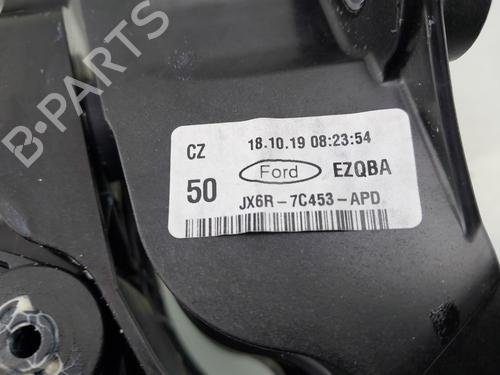 CZ 18.10.19 08:23:54
50 Ford EZQBA
JX6R-7C453-APD
B-PARTS